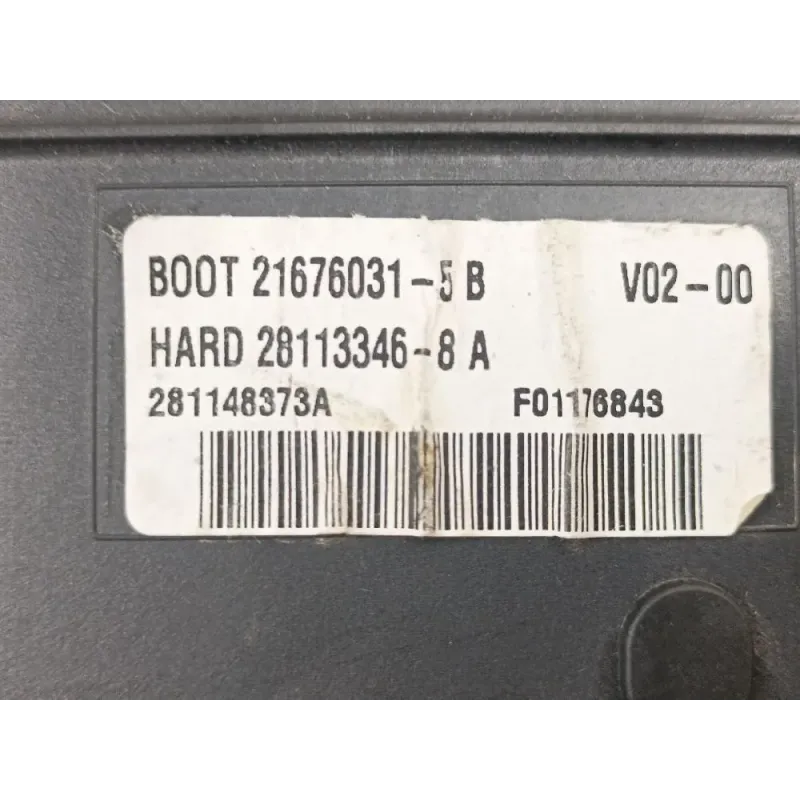 BOOT 21676031-5 B V02-00
HARD 28113346-8 A
281148373A F01176843